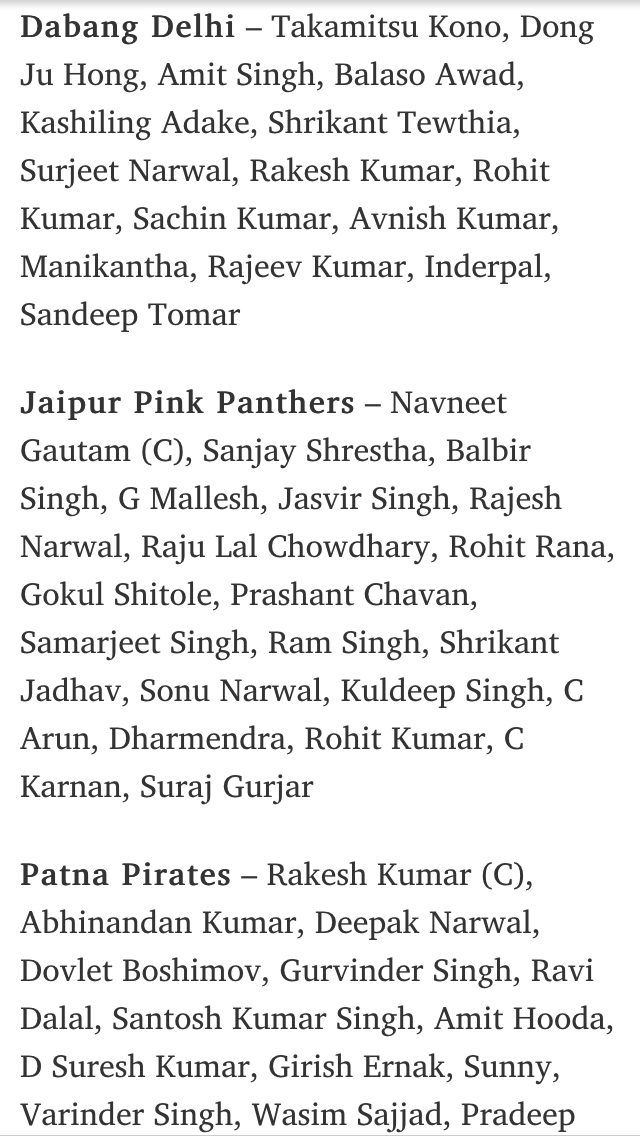 Dabang Delhi – Takamitsu Kono, Dong
Ju Hong, Amit Singh, Balaso Awad,
Kashiling Adake, Shrikant Tewthia,
Surjeet Narwal, Rakesh Kumar, Rohit
Kumar, Sachin Kumar, Avnish Kumar,
Manikantha, Rajeev Kumar, Inderpal,
Sandeep Tomar
Jaipur Pink Panthers – Navneet
Gautam (C), Sanjay Shrestha, Balbir
Singh, G Mallesh, Jasvir Singh, Rajesh
Narwal, Raju Lal Chowdhary, Rohit Rana,
Gokul Shitole, Prashant Chavan,
Samarjeet Singh, Ram Singh, Shrikant
Jadhav, Sonu Narwal, Kuldeep Singh, C
Arun, Dharmendra, Rohit Kumar, C
Karnan, Suraj Gurjar
Patna Pirates – Rakesh Kumar (C),
Abhinandan Kumar, Deepak Narwal,
Dovlet Boshimov, Gurvinder Singh, Ravi
Dalal, Santosh Kumar Singh, Amit Hooda,
D Suresh Kumar, Girish Ernak, Sunny,
Varinder Singh, Wasim Sajjad, Pradeep